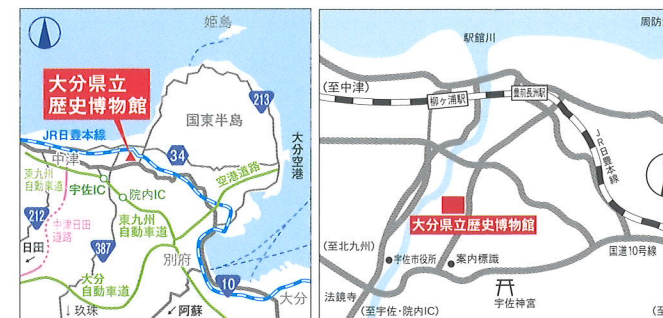 姫島
大分県立
歴史博物館
213
国東半島
JR日豊本線
大分空港
中津
34
空港道路
東九州
自動車道
宇佐IC
院内IC
212
中津日田
道路
東九州
自動車道
日田
387
別府
大分
自動車道
10
大分
↓玖珠
阿蘇
駅館川
周防
(至中津)
柳ヶ浦駅
豊前長洲駅
JR日豊本線
大分県立歴史博物館
(至北九州)
宇佐市役所
案内標識
国道10号線
法鏡寺
宇佐神宮
(至宇佐・院内IC)
(至